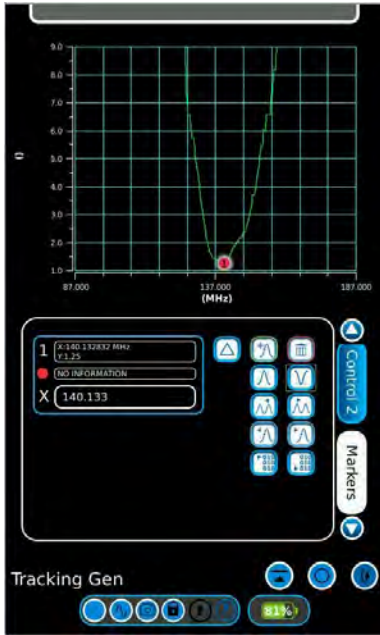 9.0
8.0
7.0
6.0
5.0
4.0
3.0
2.0
1.0
87.000
137.000
187.000
(MHz)
1
X:140.132832 MHz
Y:1.25
NO INFORMATION
X
140.133
Control 2
Markers
Tracking Gen
81%